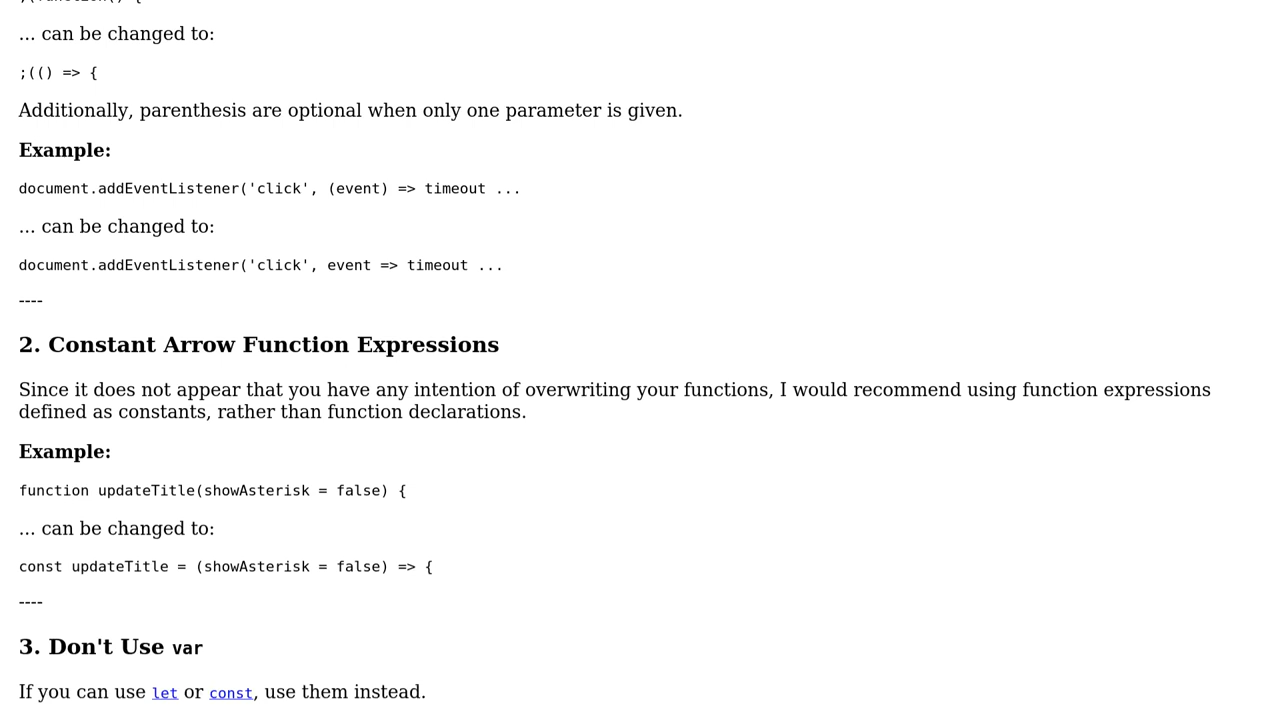 ... can be changed to:
;(() => {
Additionally, parenthesis are optional when only one parameter is given.
Example:
document.addEventListener('click', (event) => timeout ...
... can be changed to:
document.addEventListener('click', event => timeout ...
----
2. Constant Arrow Function Expressions
Since it does not appear that you have any intention of overwriting your functions, I would recommend using function expressions
defined as constants, rather than function declarations.
Example:
function updateTitle(showAsterisk = false) {
... can be changed to:
const updateTitle = (showAsterisk = false) => {
----
3. Don't Use var
If you can use let or const, use them instead.